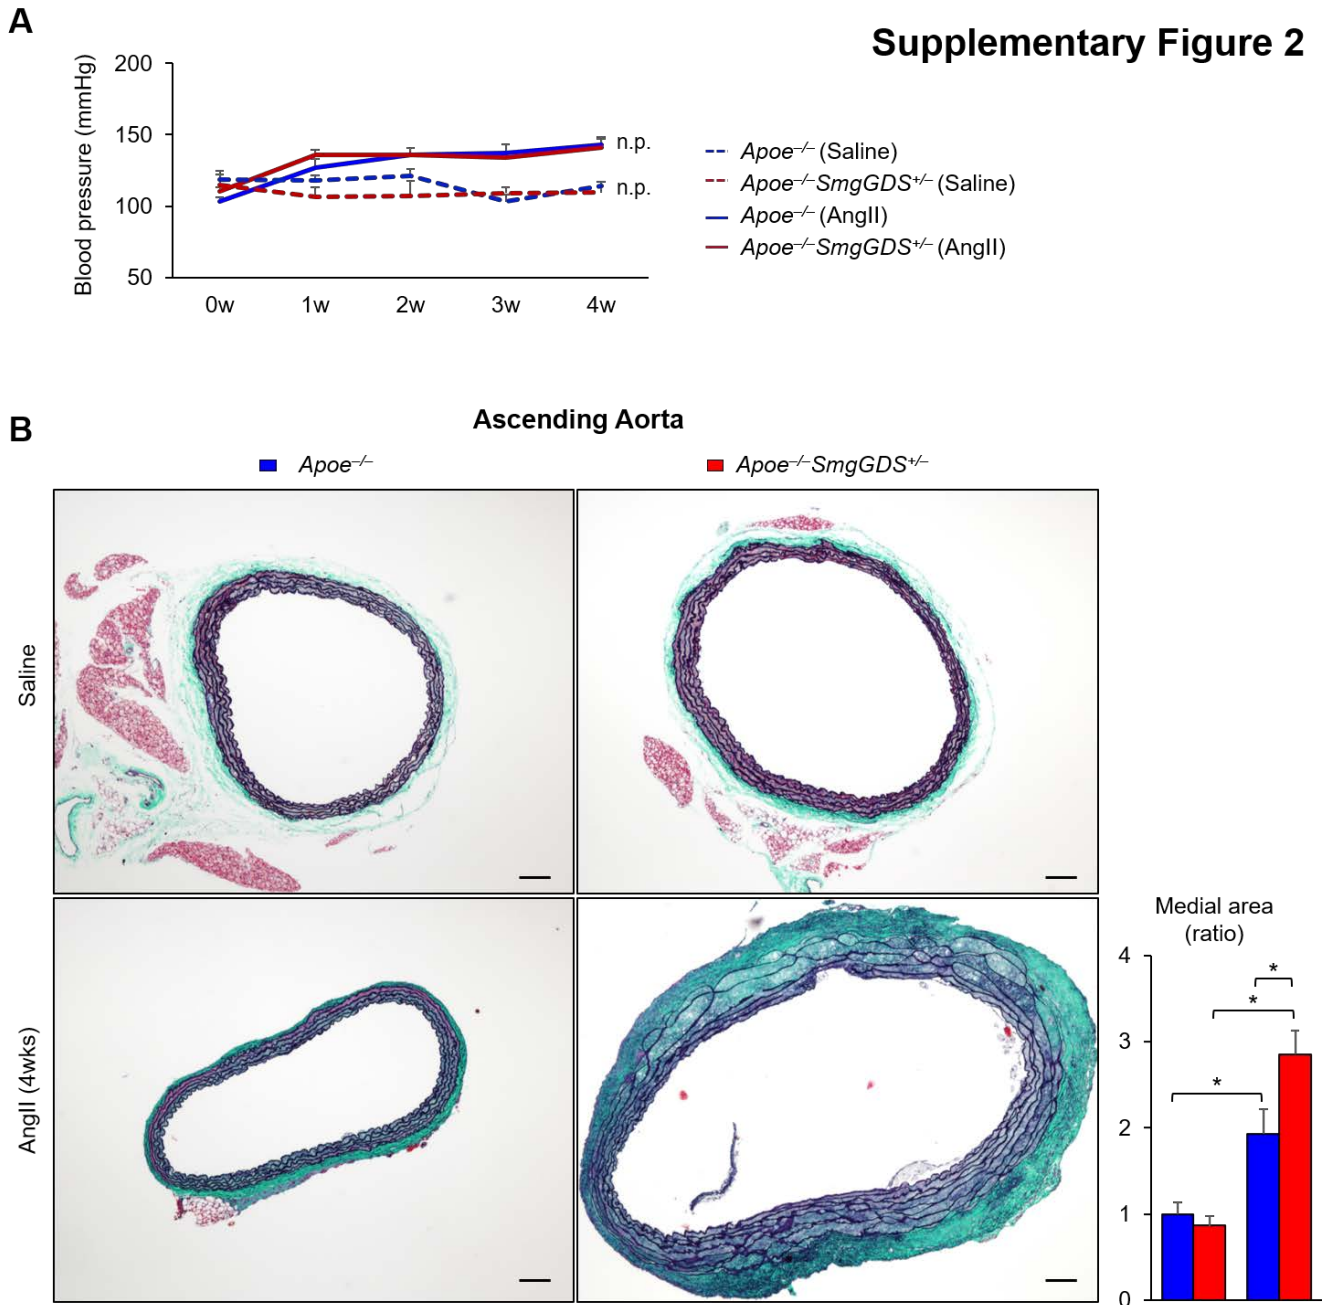 A
Supplementary Figure 2
Blood pressure (mmHg)
200
150
100
50
0w 1w 2w 3w 4w
n.p.
n.p.
Apoe–/– (Saline)
Apoe–/–SmgGDS+/– (Saline)
Apoe–/– (AngII)
Apoe–/–SmgGDS+/– (AngII)
B
Ascending Aorta
Apoe–/–
Apoe–/–SmgGDS+/–
Saline
AngII (4wks)
Medial area
(ratio)
4
3
2
1
0
*
*
*